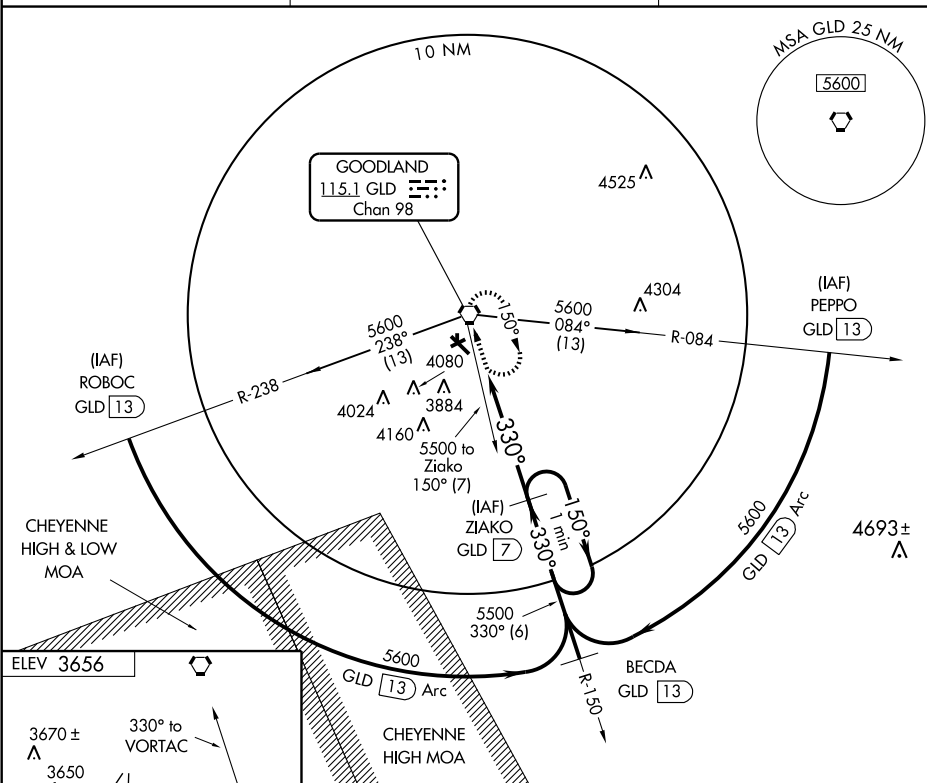 10 NM
MSA GLD 25 NM
5600
GOODLAND
115.1 GLD
Chan 98
4525
4304
(IAF)
PEPPO
GLD 13
5600
084°
(13)
R-084
150°
5600
238°
(13)
R-238
(IAF)
ROBOC
GLD 13
4080
4024
3884
4160
5500 to
Ziako
150° (7)
330°
(IAF)
ZIAKO
GLD 7
150°
1 min
330°
5600
GLD 13 Arc
4693±
CHEYENNE
HIGH & LOW
MOA
5500
330° (6)
5600
GLD 13 Arc
BECDA
GLD 13
R-150
CHEYENNE
HIGH MOA
ELEV 3656
3670 ±
330° to
VORTAC
3650